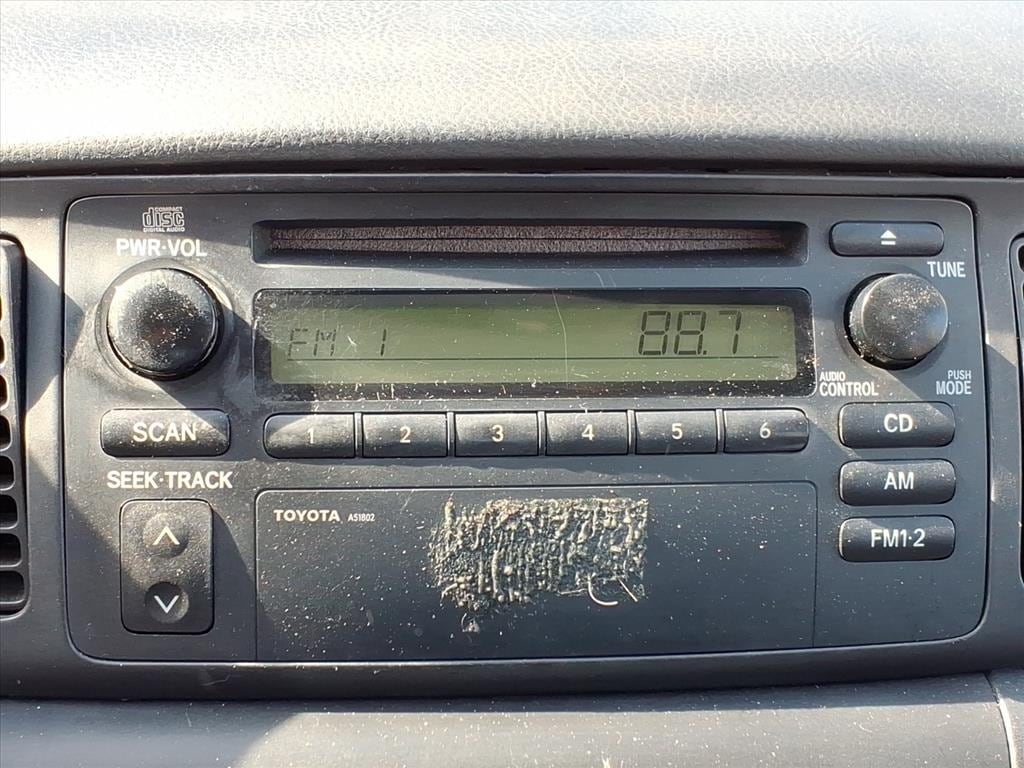 COMPACT
disc
DIGITAL AUDIO
PWR·VOL
TUNE
FM 1 88.7
AUDIO
CONTROL
PUSH
MODE
SCAN 1 2 3 4 5 6 CD
SEEK·TRACK
AM
TOYOTA A51802
FM1·2